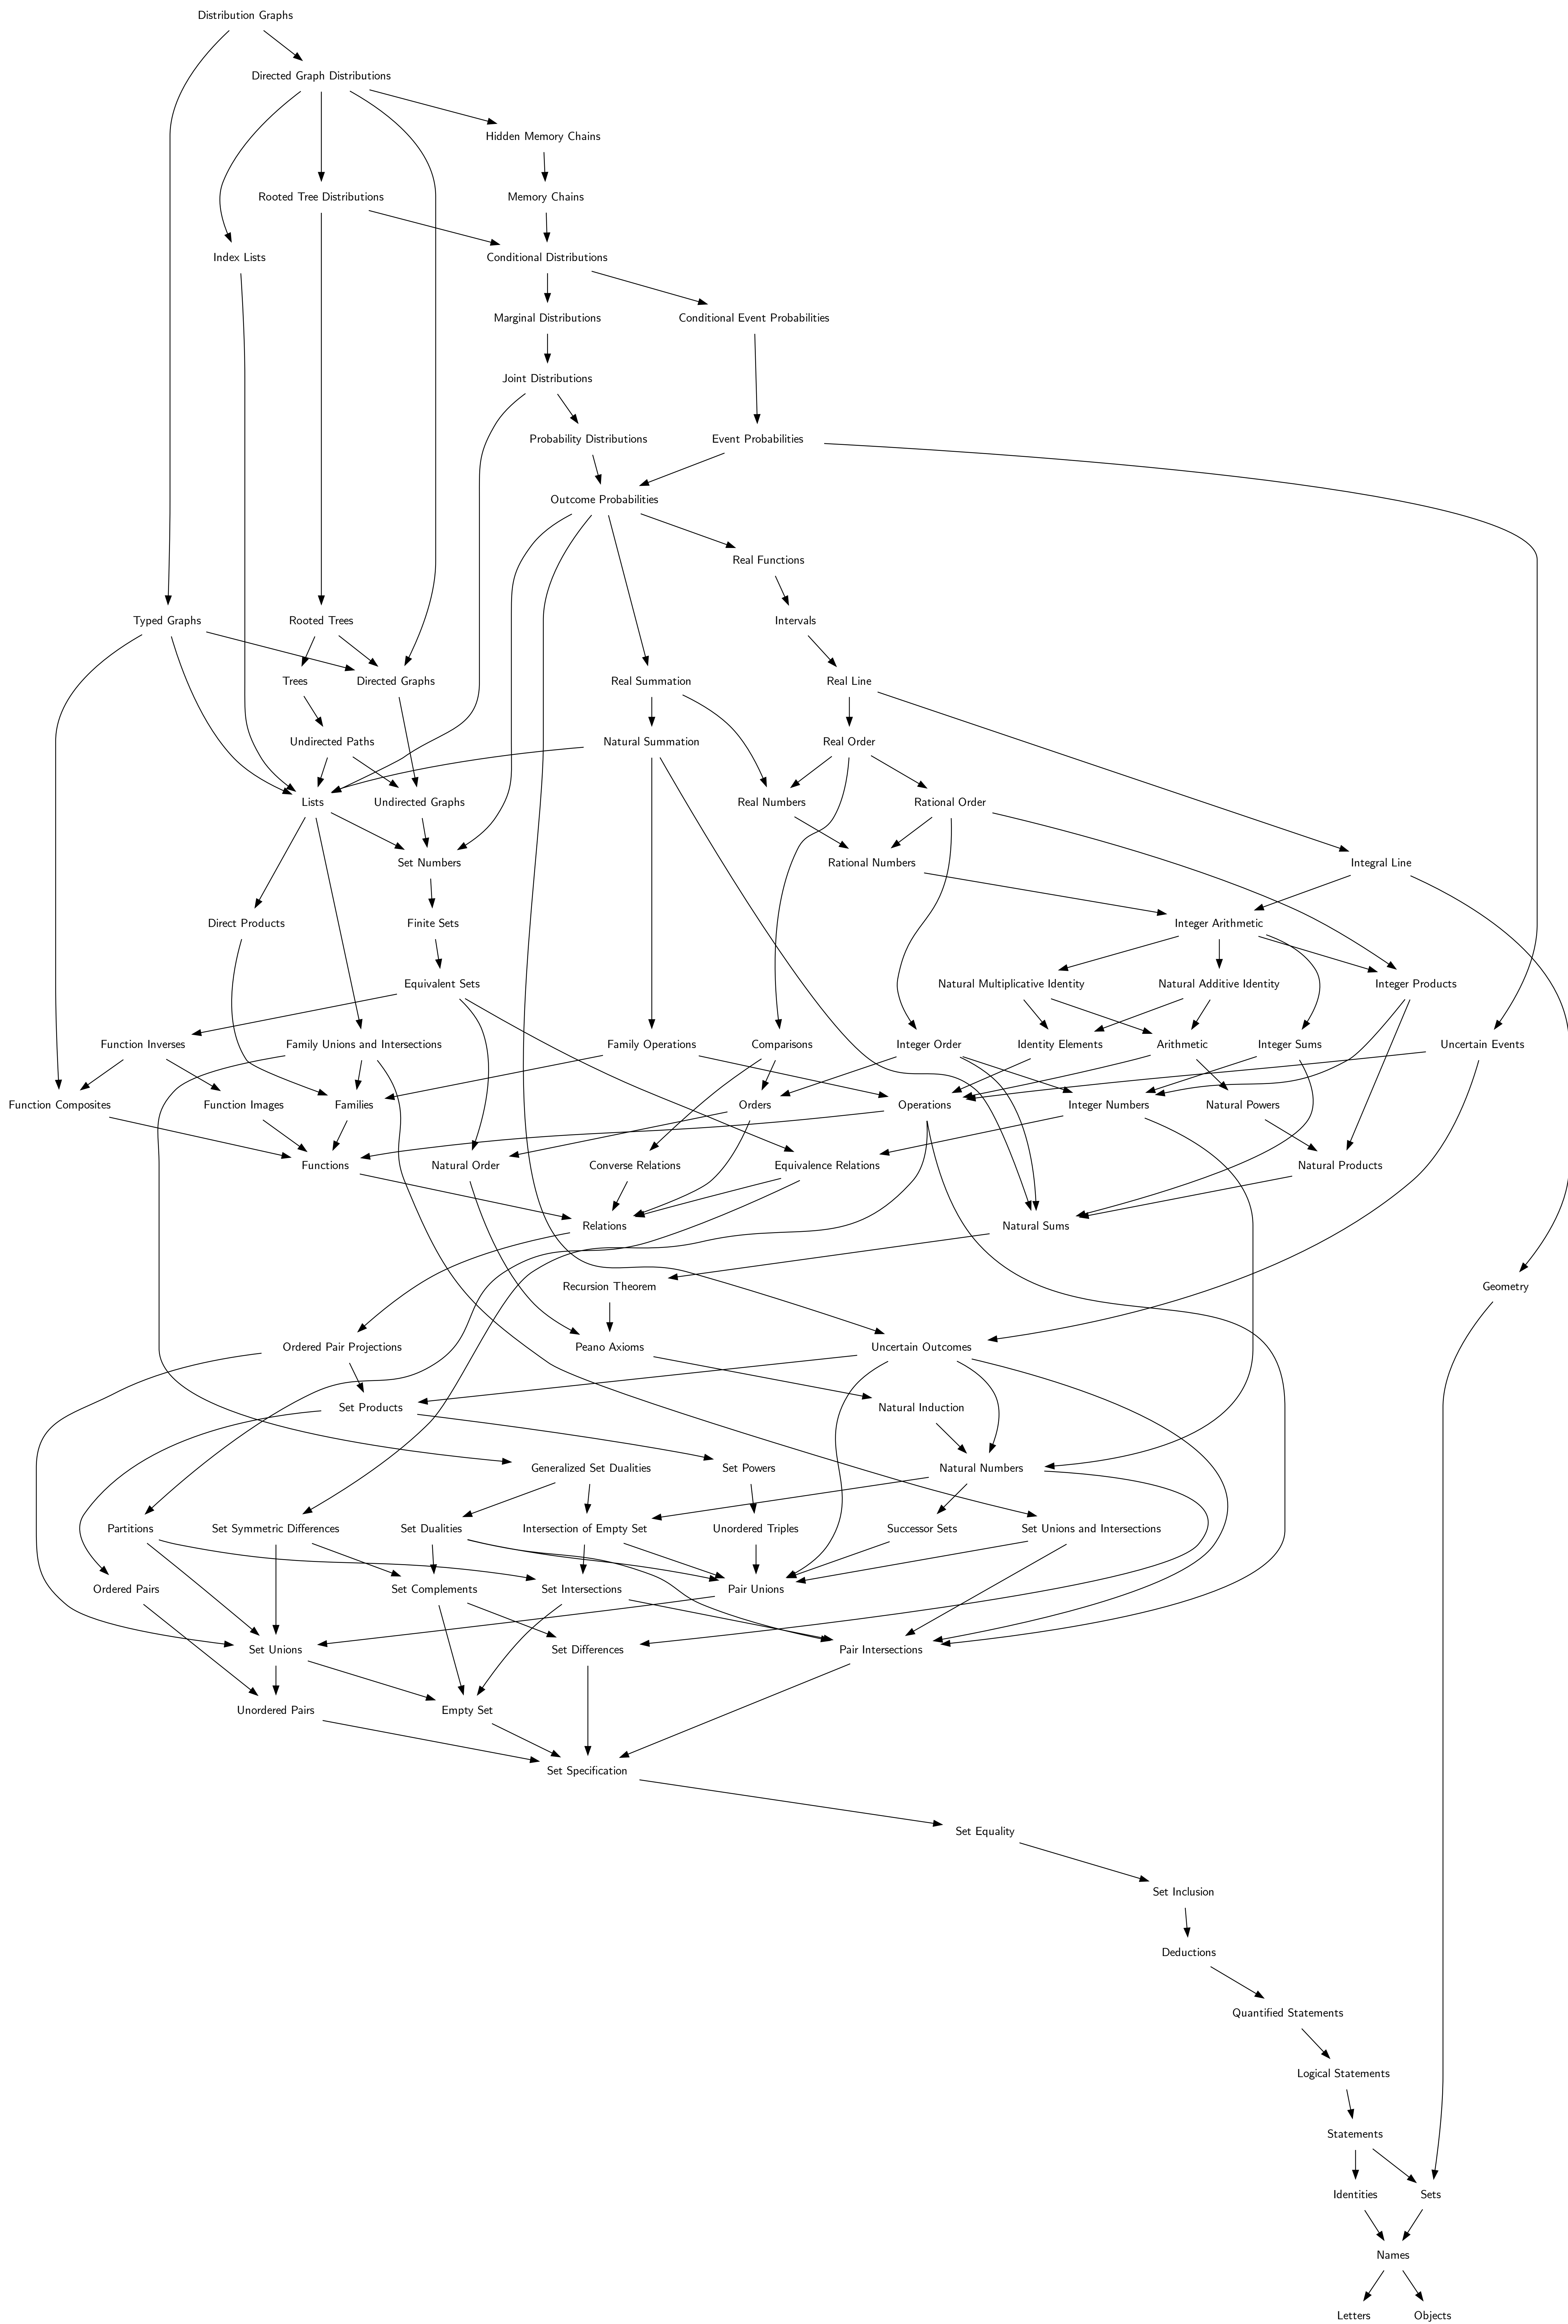 Distribution Graphs
Directed Graph Distributions
Hidden Memory Chains
Rooted Tree Distributions
Memory Chains
Index Lists
Conditional Distributions
Marginal Distributions
Conditional Event Probabilities
Joint Distributions
Probability Distributions
Event Probabilities
Outcome Probabilities
Real Functions
Typed Graphs
Rooted Trees
Intervals
Trees
Directed Graphs
Real Summation
Real Line
Undirected Paths
Natural Summation
Real Order
Lists
Undirected Graphs
Real Numbers
Rational Order
Set Numbers
Rational Numbers
Integral Line
Direct Products
Finite Sets
Integer Arithmetic
Equivalent Sets
Natural Multiplicative Identity
Natural Additive Identity
Integer Products
Function Inverses
Family Unions and Intersections
Family Operations
Comparisons
Integer Order
Identity Elements
Arithmetic
Integer Sums
Uncertain Events
Function Composites
Function Images
Families
Orders
Operations
Integer Numbers
Natural Powers
Functions
Natural Order
Converse Relations
Equivalence Relations
Natural Products
Relations
Natural Sums
Recursion Theorem
Geometry
Ordered Pair Projections
Peano Axioms
Uncertain Outcomes
Set Products
Natural Induction
Generalized Set Dualities
Set Powers
Natural Numbers
Partitions
Set Symmetric Differences
Set Dualities
Intersection of Empty Set
Unordered Triples
Successor Sets
Set Unions and Intersections
Ordered Pairs
Set Complements
Set Intersections
Pair Unions
Set Unions
Set Differences
Pair Intersections
Unordered Pairs
Empty Set
Set Specification
Set Equality
Set Inclusion
Deductions
Quantified Statements
Logical Statements
Statements
Identities
Sets
Names
Letters
Objects